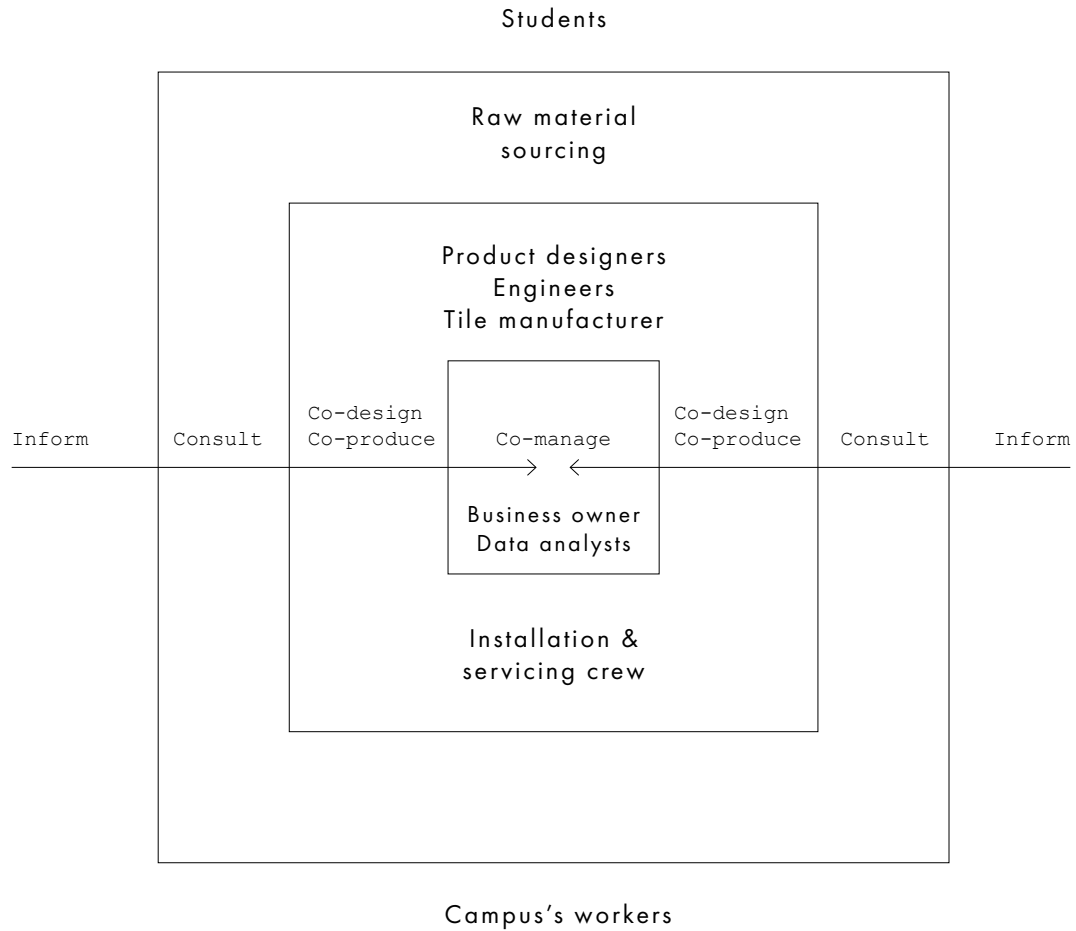 Students
Raw material
sourcing
Product designers
Engineers
Tile manufacturer
Co-design
Co-produce
Co-design
Co-produce
Inform
Consult
Co-manage
Consult
Inform
Business owner
Data analysts
Installation &
servicing crew
Campus’s workers